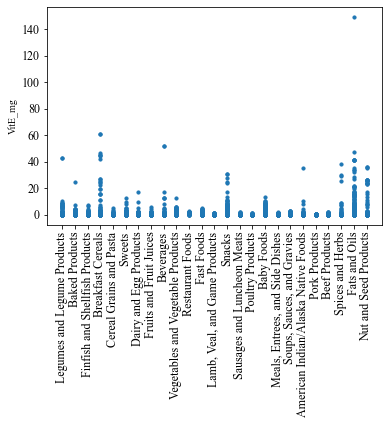 140
120
100
80
60
40
20
0
VitE_mg
Legumes and Legume Products
Baked Products
Finfish and Shellfish Products
Breakfast Cereals
Cereal Grains and Pasta
Sweets
Dairy and Egg Products
Fruits and Fruit Juices
Beverages
Vegetables and Vegetable Products
Restaurant Foods
Fast Foods
Lamb, Veal, and Game Products
Snacks
Sausages and Luncheon Meats
Poultry Products
Baby Foods
Meals, Entrees, and Side Dishes
Soups, Sauces, and Gravies
American Indian/Alaska Native Foods
Pork Products
Beef Products
Spices and Herbs
Fats and Oils
Nut and Seed Products